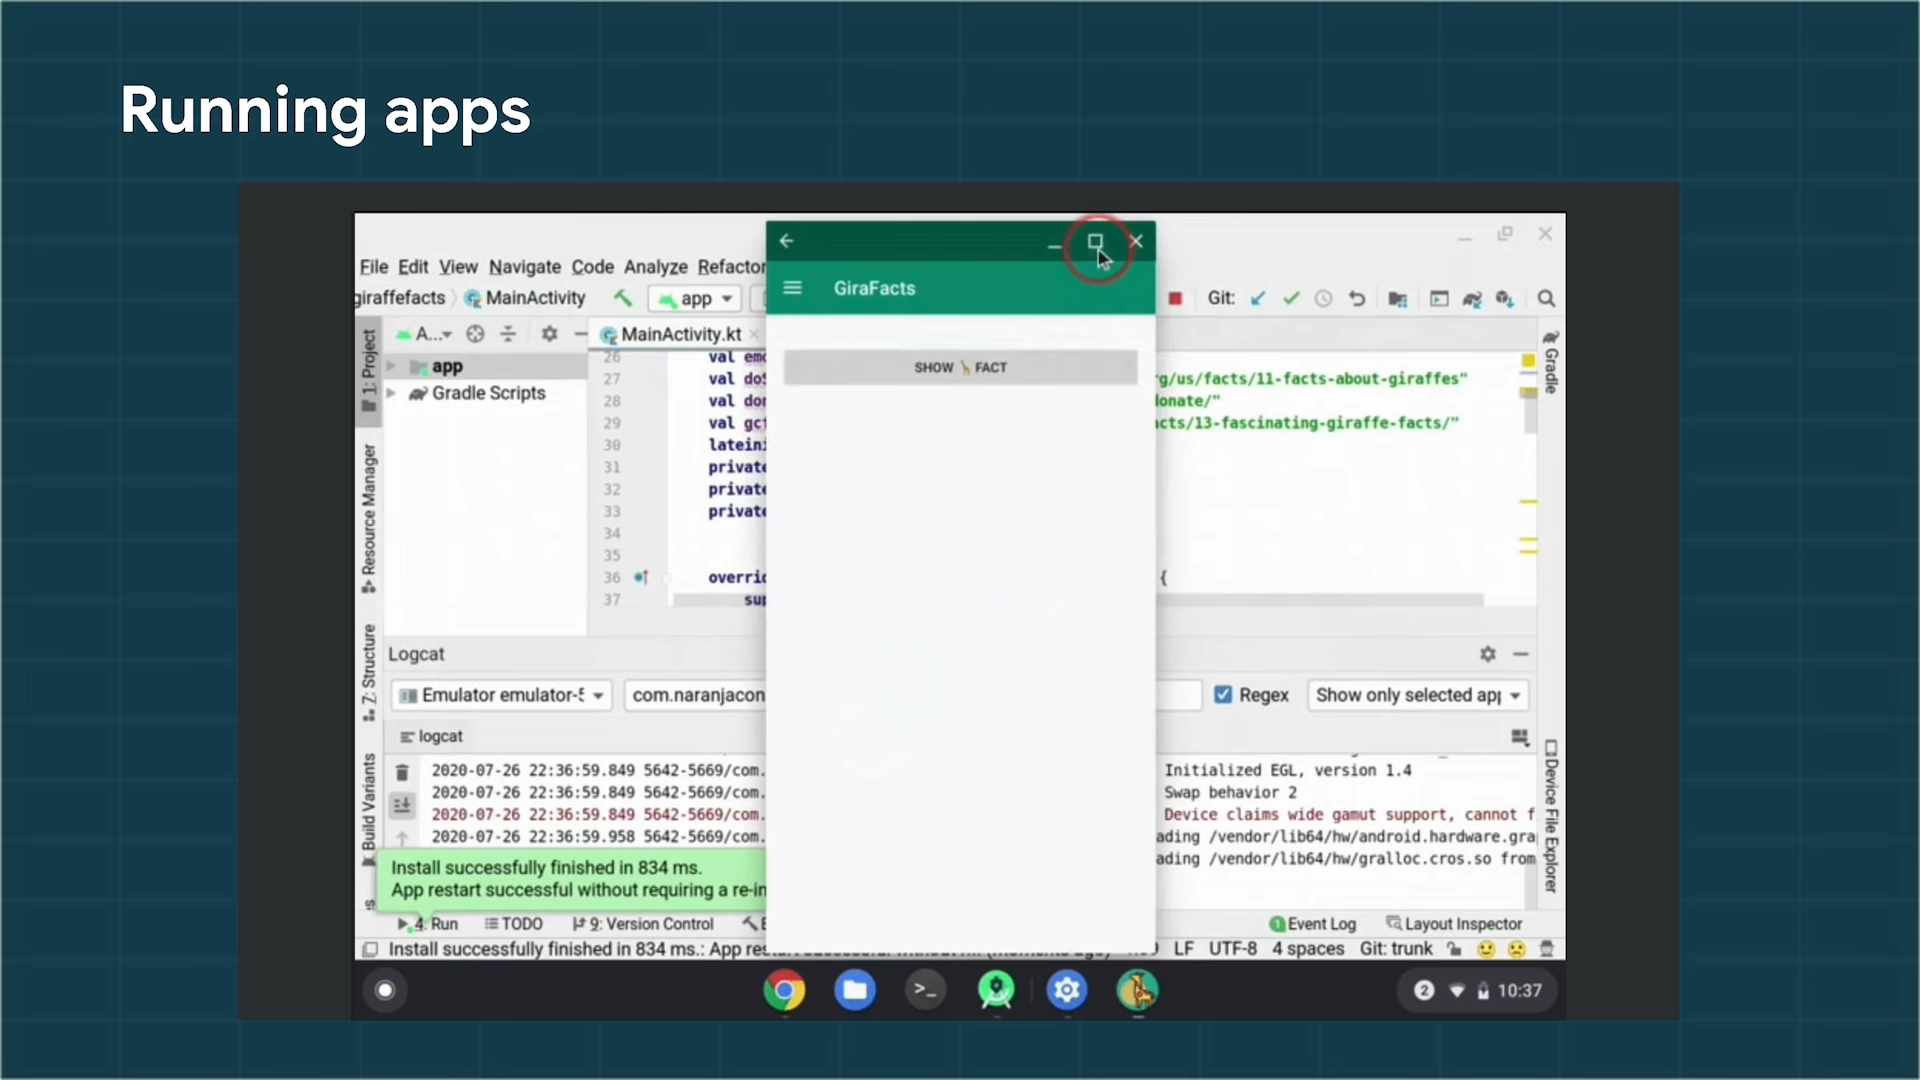 Running apps
File Edit View Navigate Code Analyze Refactor
giraffefacts MainActivity app Git:
1: Project
A... MainActivity.kt
app
Gradle Scripts
Gradle
GiraFacts
SHOW FACT
26 val emo
27 val doS rg/us/facts/11-facts-about-giraffes"
28 val don donate/"
29 val gcf acts/13-fascinating-giraffe-facts/"
30 lateini
31 private
32 private
33 private
34
35
36 overrid {
37 sup
Resource Manager
Z: Structure
Build Variants
Device File Explorer
Logcat
Emulator emulator-5 com.naranjacon Regex Show only selected app
logcat
2020-07-26 22:36:59.849 5642-5669/com. Initialized EGL, version 1.4
2020-07-26 22:36:59.849 5642-5669/com. Swap behavior 2
2020-07-26 22:36:59.849 5642-5669/com. Device claims wide gamut support, cannot f
2020-07-26 22:36:59.958 5642-5669/com. ading /vendor/lib64/hw/android.hardware.gra
ading /vendor/lib64/hw/gralloc.cros.so from
Install successfully finished in 834 ms.
App restart successful without requiring a re-in
4: Run TODO 9: Version Control Event Log Layout Inspector
Install successfully finished in 834 ms.: App LF UTF-8 4 spaces Git: trunk
2 10:37